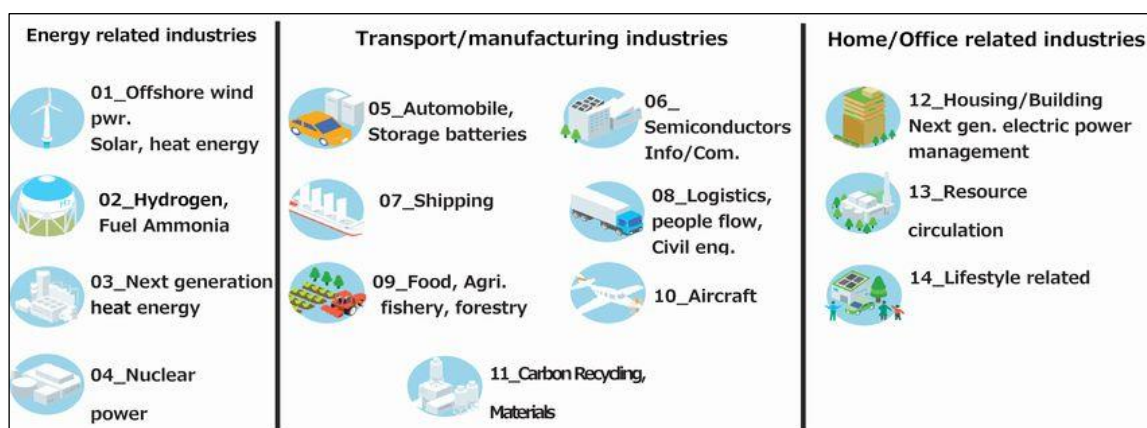 Energy related industries
01_Offshore wind
pwr.
Solar, heat energy
02_Hydrogen,
Fuel Ammonia
03_Next generation
heat energy
04_Nuclear
power
Transport/manufacturing industries
05_Automobile,
Storage batteries
06_
Semiconductors
Info/Com.
07_Shipping
08_Logistics,
people flow,
Civil eng.
09_Food, Agri.
fishery, forestry
10_Aircraft
11_Carbon Recycling,
Materials
Home/Office related industries
12_Housing/Building
Next gen. electric power
management
13_Resource
circulation
14_Lifestyle related